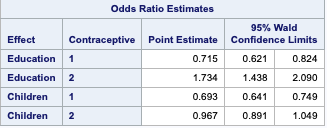 Odds Ratio Estimates
Effect Contraceptive Point Estimate 95% Wald
Confidence Limits
Education 1 0.715 0.621 0.824
Education 2 1.734 1.438 2.090
Children 1 0.693 0.641 0.749
Children 2 0.967 0.891 1.049